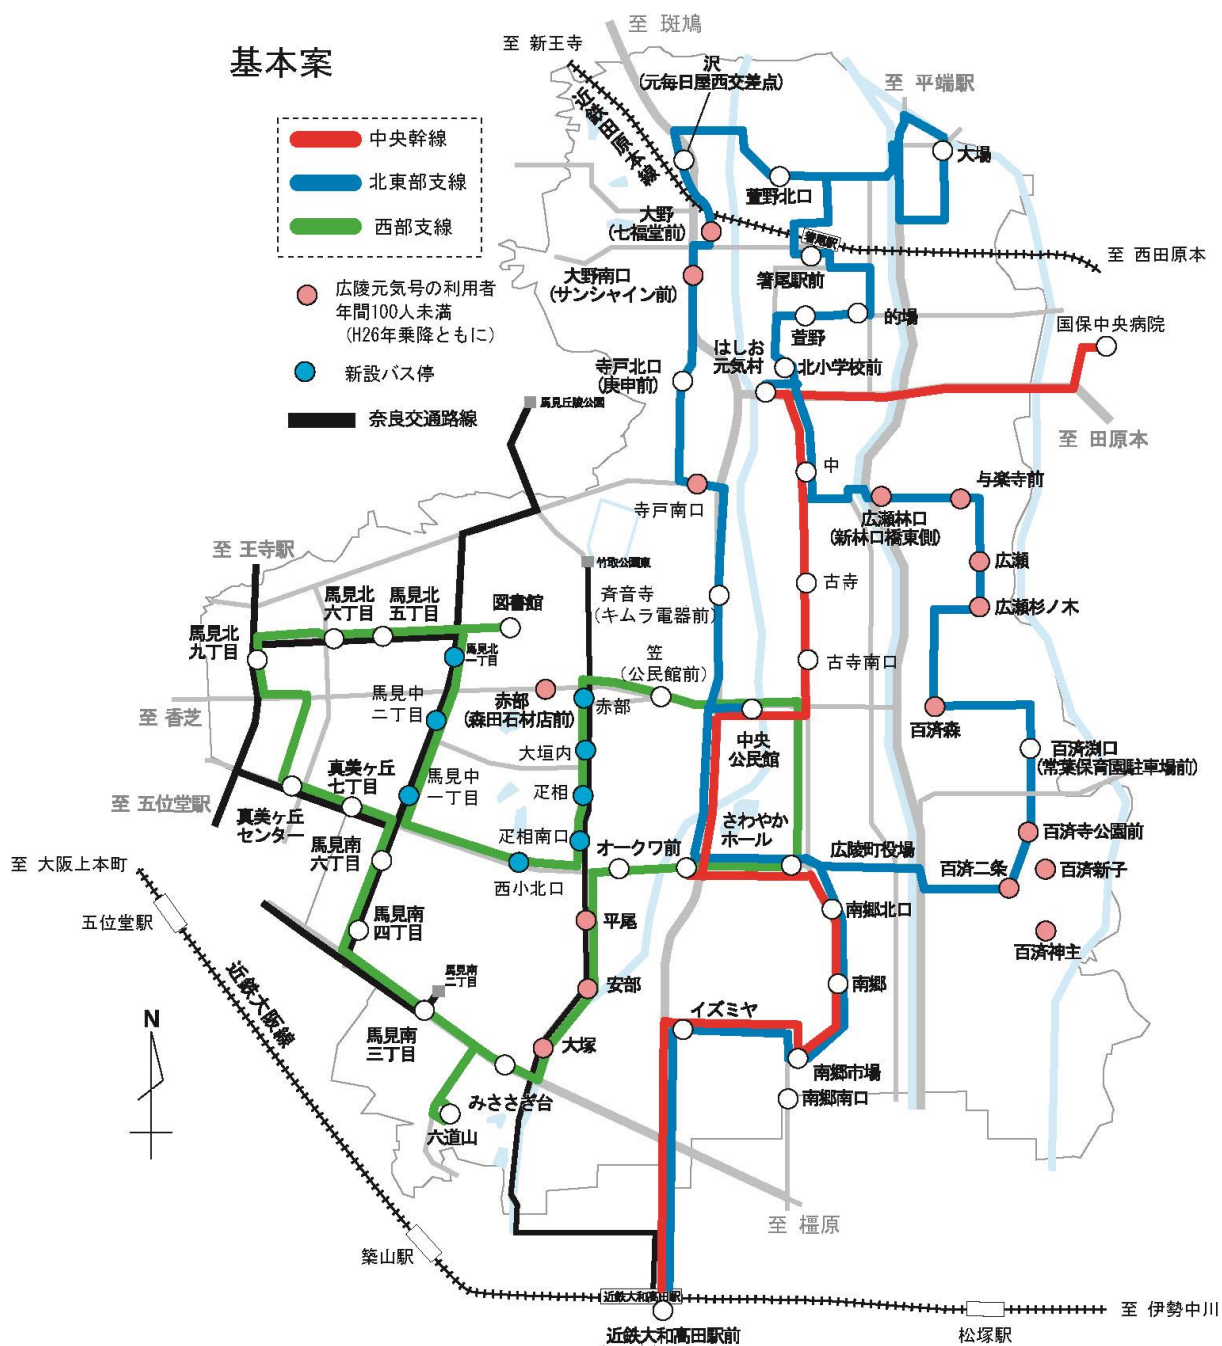 基本案
中央幹線
北東部支線
西部支線
広陵元気号の利用者
年間100人未満
(H26年乗降ともに)
新設バス停
奈良交通路線
至 新王寺
至 斑鳩
沢
(元毎日屋西交差点)
至 平端駅
近鉄田原本線
大場
萱野北口
大野
(七福堂前)
箸尾駅
至 西田原本
箸尾駅前
大野南口
(サンシャイン前)
的場
萱野
国保中央病院
はしお
元気村
北小学校前
寺戸北口
(庚申前)
馬見丘陵公園
至 田原本
中
与楽寺前
寺戸南口
広瀬林口
(新林口橋東側)
至 王寺駅
竹取公園東
広瀬
斉音寺
(キムラ電器前)
古寺
馬見北
六丁目
馬見北
五丁目
図書館
広瀬杉ノ木
馬見北
九丁目
馬見北
一丁目
笠
(公民館前)
古寺南口
馬見中
二丁目
赤部
(森田石材店前)
赤部
至 香芝
百済森
中央
公民館
大垣内
百済渕口
(常葉保育園駐車場前)
真美ヶ丘
七丁目
馬見中
一丁目
疋相
至 五位堂駅
真美ヶ丘
センター
さわやか
ホール
百済寺公園前
疋相南口
馬見南
六丁目
オークワ前
広陵町役場
至 大阪上本町
西小北口
百済二条
百済新子
五位堂駅
馬見南
四丁目
平尾
南郷北口
百済神主
近鉄大阪線
馬見南
二丁目
安部
南郷
イズミヤ
N
馬見南
三丁目
大塚
南郷市場
みささぎ台
南郷南口
六道山
至 橿原
築山駅
近鉄大和高田駅
近鉄大和高田駅前
松塚駅
至 伊勢中川